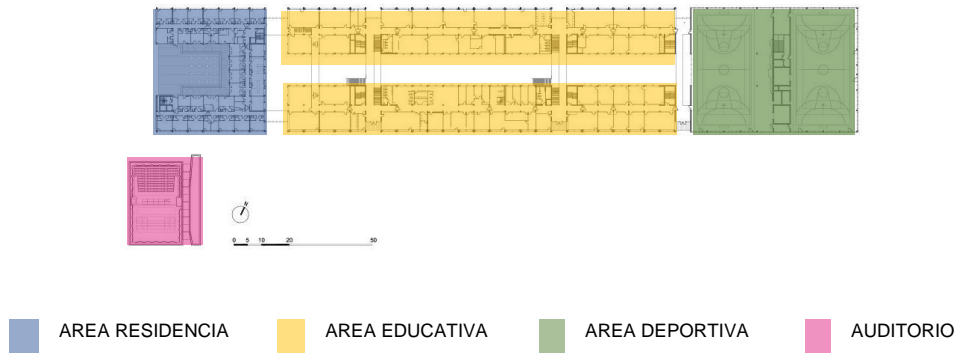 N
0 5 10 20 50
AREA RESIDENCIA AREA EDUCATIVA AREA DEPORTIVA AUDITORIO